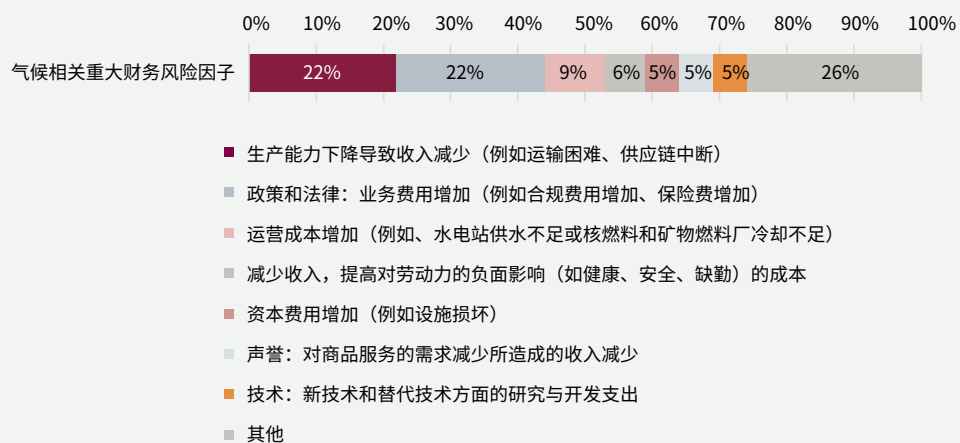 0% 10% 20% 30% 40% 50% 60% 70% 80% 90% 100%
气候相关重大财务风险因子 22% 22% 9% 6% 5% 5% 5% 26%
生产能力下降导致收入减少（例如运输困难、供应链中断）
政策和法律：业务费用增加（例如合规费用增加、保险费增加）
运营成本增加（例如、水电站供水不足或核燃料和矿物燃料厂冷却不足）
减少收入，提高对劳动力的负面影响（如健康、安全、缺勤）的成本
资本费用增加（例如设施损坏）
声誉：对商品服务的需求减少所造成的收入减少
技术：新技术和替代技术方面的研究与开发支出
其他